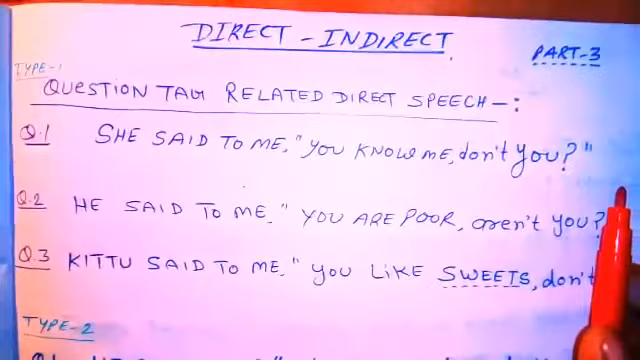 DIRECT - INDIRECT
PART-3
TYPE-1
QUESTION TAG RELATED DIRECT SPEECH-:
Q.1 SHE SAID TO ME, "YOU KNOW ME, don't you?"
Q.2 HE SAID TO ME. "YOU ARE POOR, aren't you?
Q.3 KITTU SAID TO ME. "YOU LIKE SWEETS, don't
TYPE-2